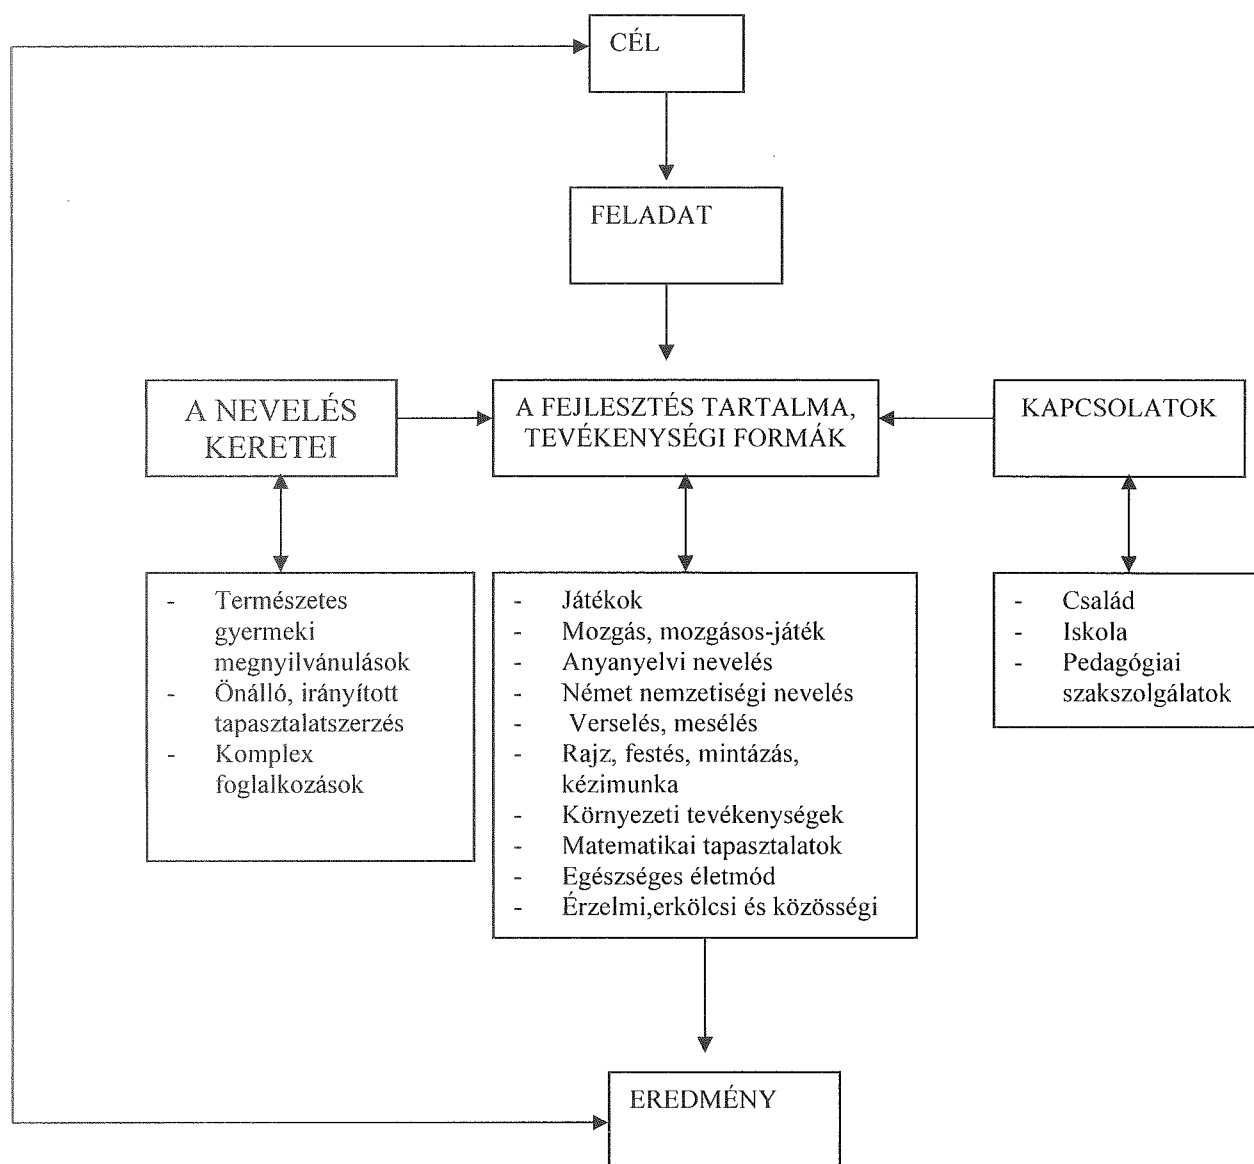 CÉL
FELADAT
A NEVELÉS
KERETEI
A FEJLESZTÉS TARTALMA,
TEVÉKENYSÉGI FORMÁK
KAPCSOLATOK
- Természetes
gyermeki
megnyilvánulások
- Önálló, irányított
tapasztalatszerzés
- Komplex
foglalkozások
- Játékok
- Mozgás, mozgásos-játék
- Anyanyelvi nevelés
- Német nemzetiségi nevelés
- Verselés, mesélés
- Rajz, festés, mintázás,
kézimunka
- Környezeti tevékenységek
- Matematikai tapasztalatok
- Egészséges életmód
- Érzelmi,erkölcsi és közösségi
- Család
- Iskola
- Pedagógiai
szakszolgálatok
EREDMÉNY